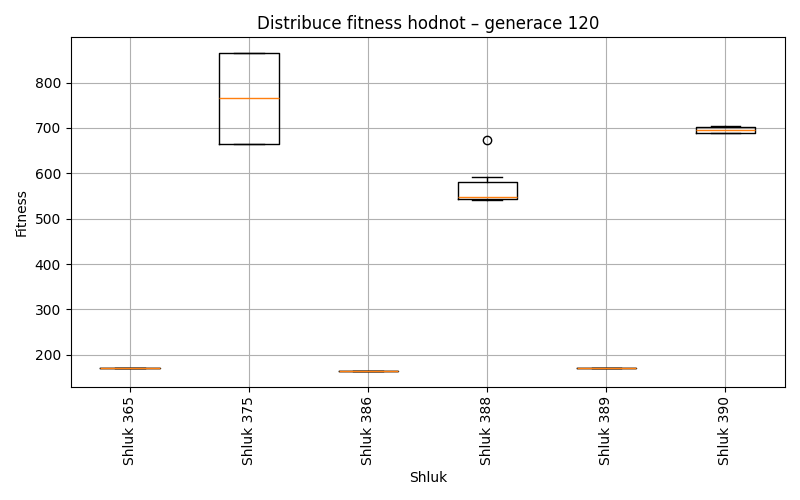 Distribuce fitness hodnot – generace 120
800
700
600
500
400
300
200
Fitness
Shluk 365
Shluk 375
Shluk 386
Shluk 388
Shluk 389
Shluk 390
Shluk